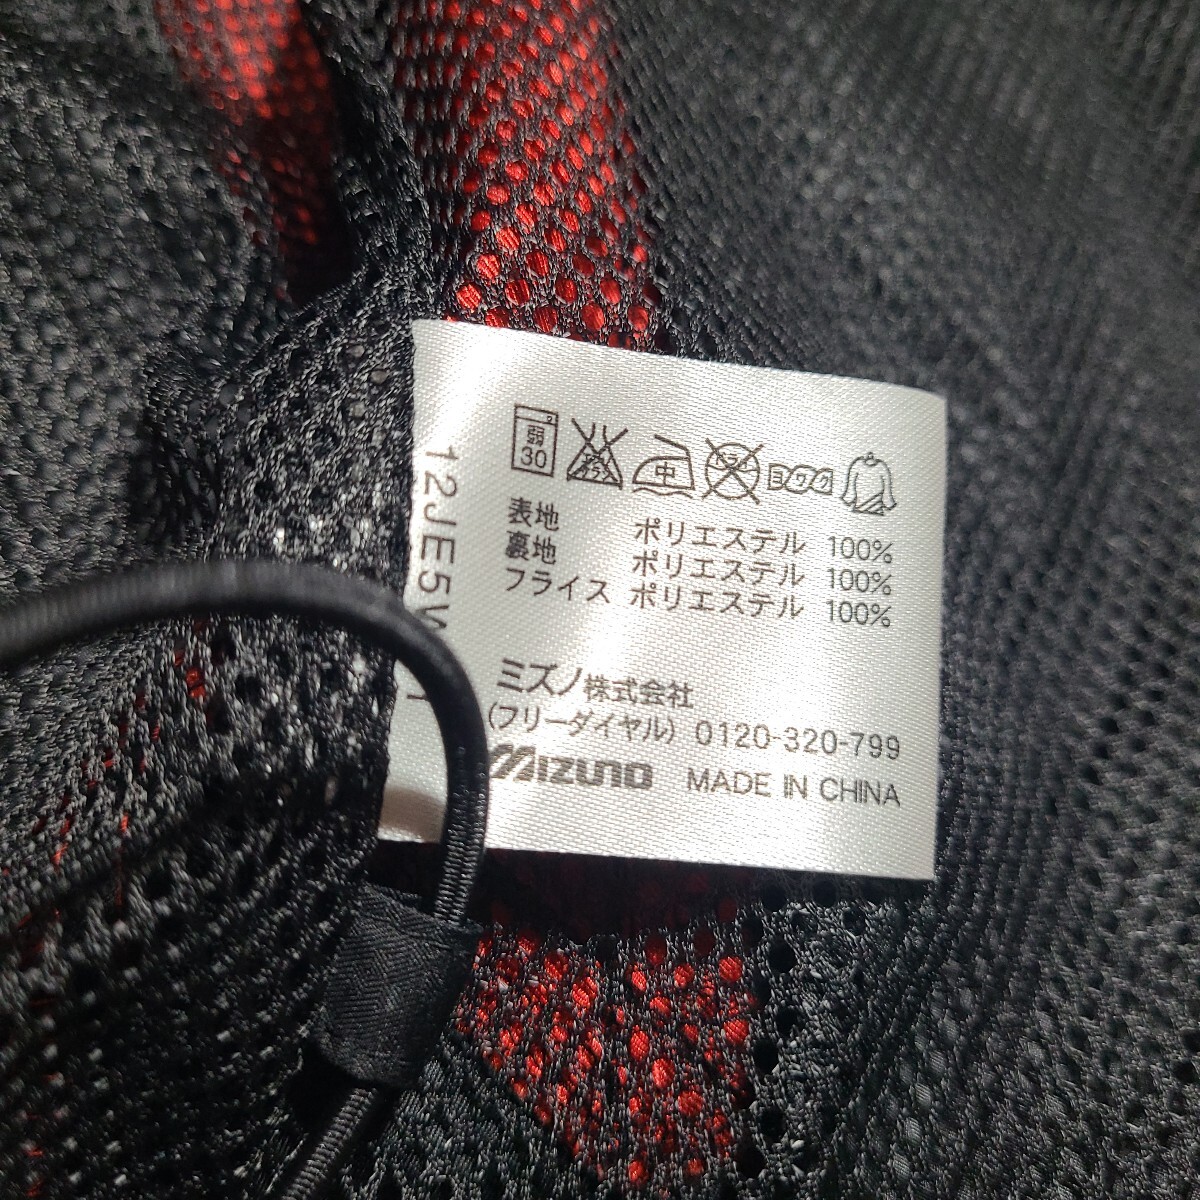 弱 30 中 ヨワク
表地 ポリエステル 100%
裏地 ポリエステル 100%
フライス ポリエステル 100%
ミズノ株式会社
(フリーダイヤル) 0120-320-799
MIZUNO MADE IN CHINA
12JE5